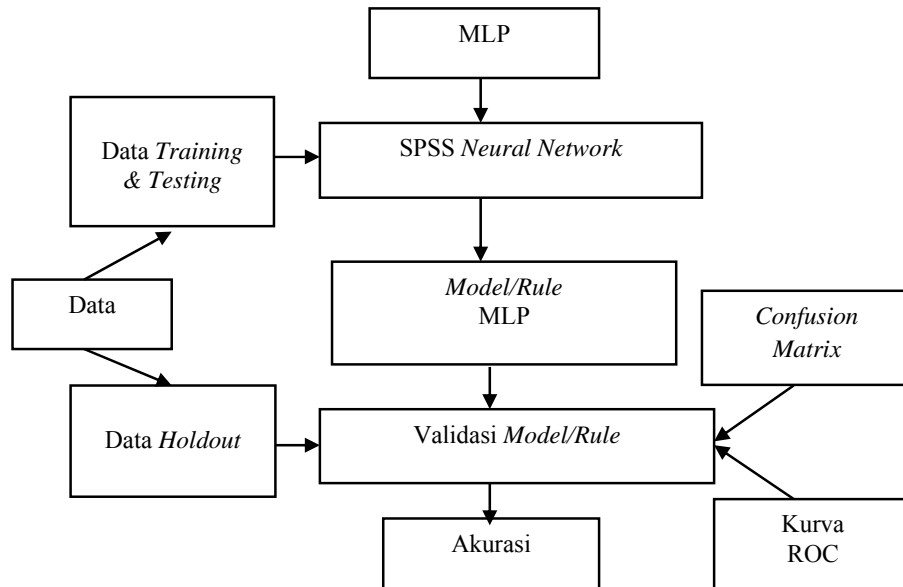 MLP
Data Training
& Testing
SPSS Neural Network
Data
Model/Rule
MLP
Confusion
Matrix
Data Holdout
Validasi Model/Rule
Akurasi
Kurva
ROC